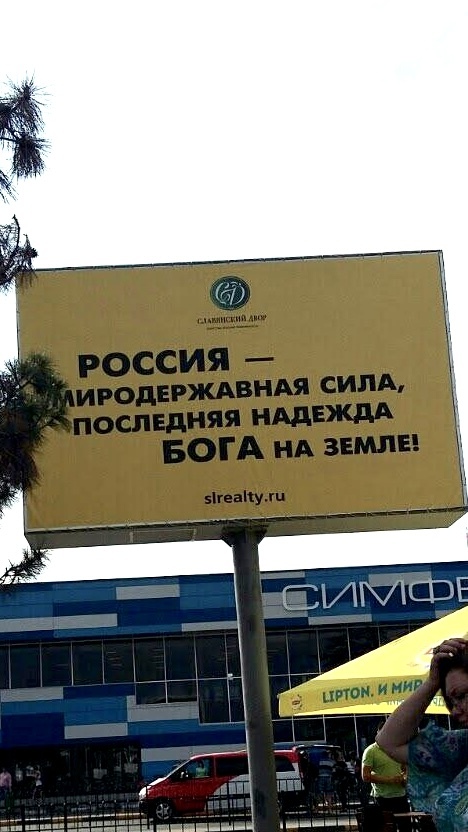 СЛАВЯНСКИЙ ДВОР
РОССИЯ —
МИРОДЕРЖАВНАЯ СИЛА,
ПОСЛЕДНЯЯ НАДЕЖДА
БОГА НА ЗЕМЛЕ!
slrealty.ru
СИМФЕ
LIPTON. И МИР